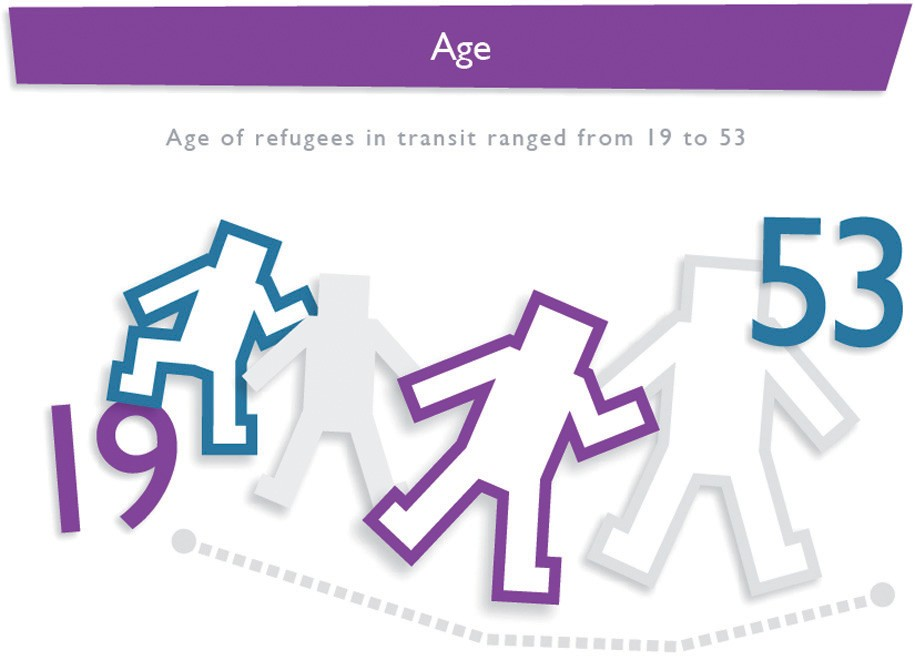 Age
Age of refugees in transit ranged from 19 to 53
53
19